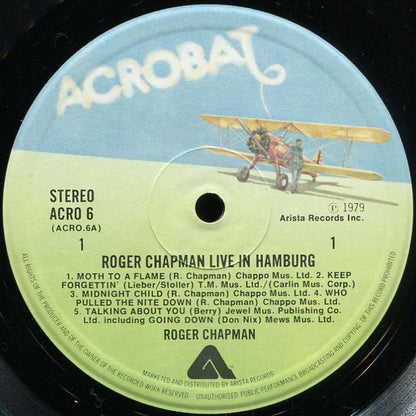 ACROBAT
STEREO
ACRO 6
(ACRO.6A)
1
℗ 1979
Arista Records Inc.
1
ROGER CHAPMAN LIVE IN HAMBURG
1. MOTH TO A FLAME (R. Chapman) Chappo Mus. Ltd. 2. KEEP
FORGETTIN' (Lieber/Stoller) T.M. Mus. Ltd./(Carlin Mus. Corp.)
3. MIDNIGHT CHILD (R. Chapman) Chappo Mus. Ltd. 4. WHO
PULLED THE NITE DOWN (R. Chapman) Chappo Mus. Ltd.
5. TALKING ABOUT YOU (Berry) Jewel Mus. Publishing Co.
Ltd. including GOING DOWN (Don Nix) Mews Mus. Ltd.
ROGER CHAPMAN
MARKETED AND DISTRIBUTED BY ARISTA RECORDS
ALL RIGHTS OF THE PRODUCER AND OF THE OWNER OF THE RECORDED WORK RESERVED. UNAUTHORISED PUBLIC PERFORMANCE BROADCASTING AND COPYING OF THIS RECORD PROHIBITED